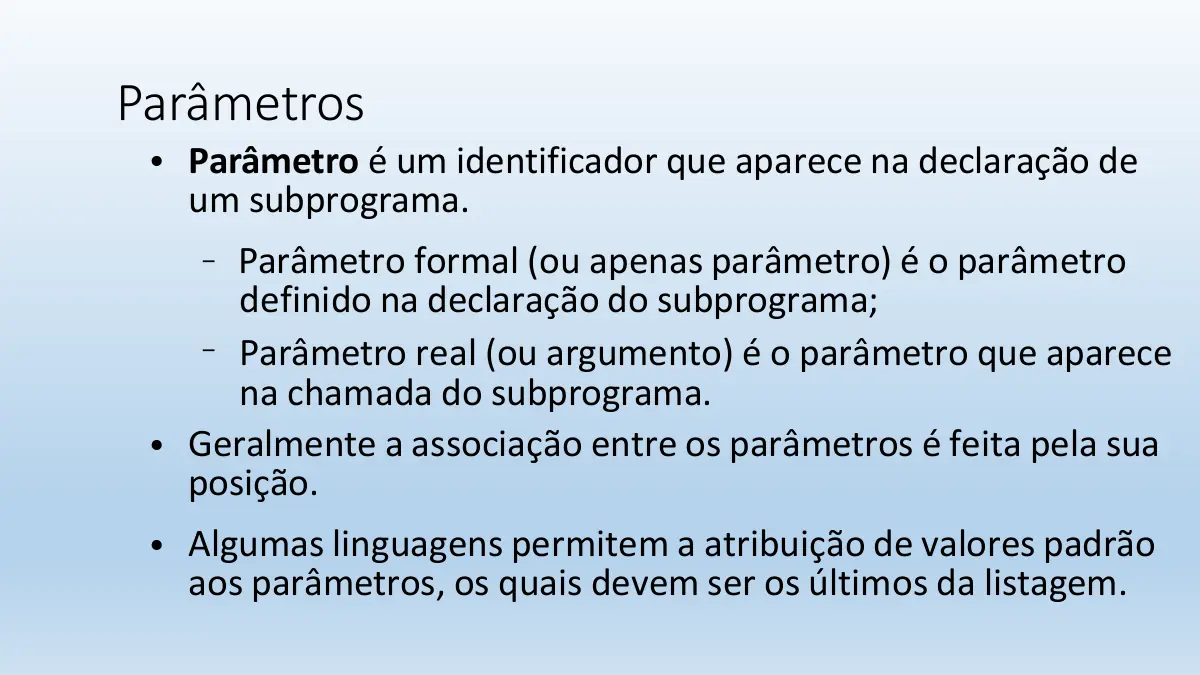 Parâmetros
• Parâmetro é um identificador que aparece na declaração de
um subprograma.
– Parâmetro formal (ou apenas parâmetro) é o parâmetro
definido na declaração do subprograma;
– Parâmetro real (ou argumento) é o parâmetro que aparece
na chamada do subprograma.
• Geralmente a associação entre os parâmetros é feita pela sua
posição.
• Algumas linguagens permitem a atribuição de valores padrão
aos parâmetros, os quais devem ser os últimos da listagem.